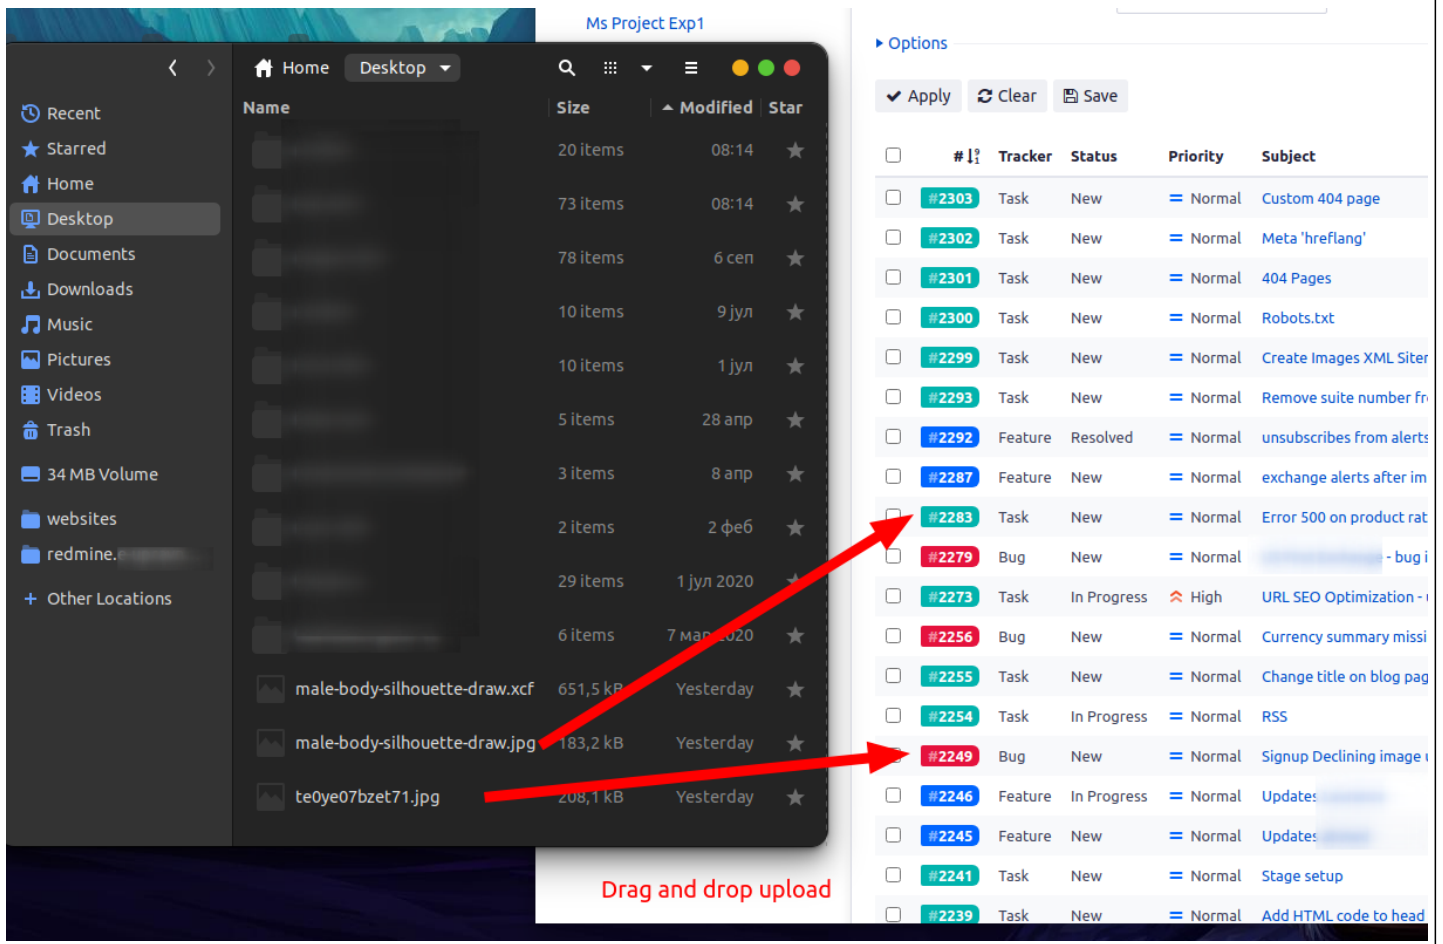 Ms Project Exp1
Options
Apply Clear Save
# Tracker Status Priority Subject
#2303 Task New Normal Custom 404 page
#2302 Task New Normal Meta 'hreflang'
#2301 Task New Normal 404 Pages
#2300 Task New Normal Robots.txt
#2299 Task New Normal Create Images XML Siter
#2293 Task New Normal Remove suite number fr
#2292 Feature Resolved Normal unsubscribes from alerts
#2287 Feature New Normal exchange alerts after im
#2283 Task New Normal Error 500 on product rat
#2279 Bug New Normal - bug i
#2273 Task In Progress High URL SEO Optimization -
#2256 Bug New Normal Currency summary missi
#2255 Task New Normal Change title on blog pag
#2254 Task In Progress Normal RSS
#2249 Bug New Normal Signup Declining image
#2246 Feature In Progress Normal Updates
#2245 Feature New Normal Updates
#2241 Task New Normal Stage setup
#2239 Task New Normal Add HTML code to head
Home Desktop
Recent
Starred
Home
Desktop
Documents
Downloads
Music
Pictures
Videos
Trash
34 MB Volume
websites
redmine.
+ Other Locations
Name Size Modified Star
20 items 08:14
73 items 08:14
78 items 6 сеп
10 items 9 јул
10 items 1 јул
5 items 28 апр
3 items 8 апр
2 items 2 феб
29 items 1 јул 2020
6 items 7 мар 2020
male-body-silhouette-draw.xcf 651,5 kB Yesterday
male-body-silhouette-draw.jpg 183,2 kB Yesterday
te0ye07bzet71.jpg 208,1 kB Yesterday
Drag and drop upload